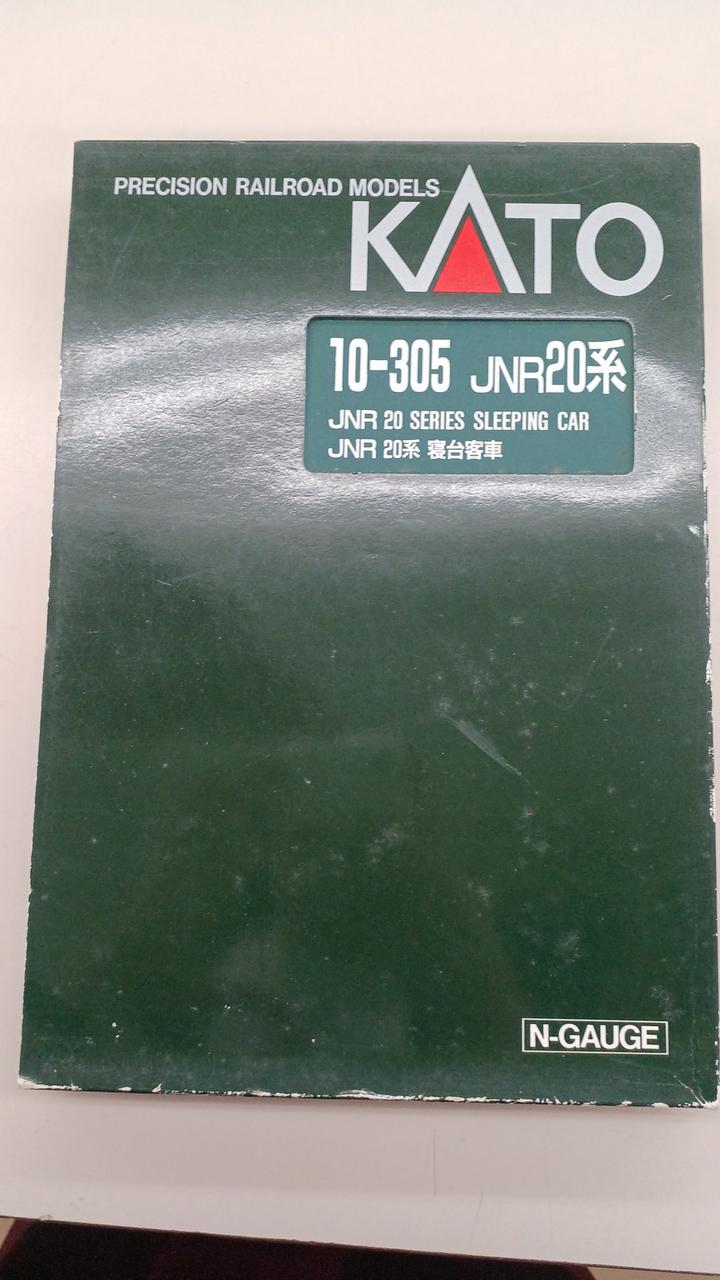 PRECISION RAILROAD MODELS
KATO
10-305 JNR20系
JNR 20 SERIES SLEEPING CAR
JNR 20系 寝台客車
N-GAUGE